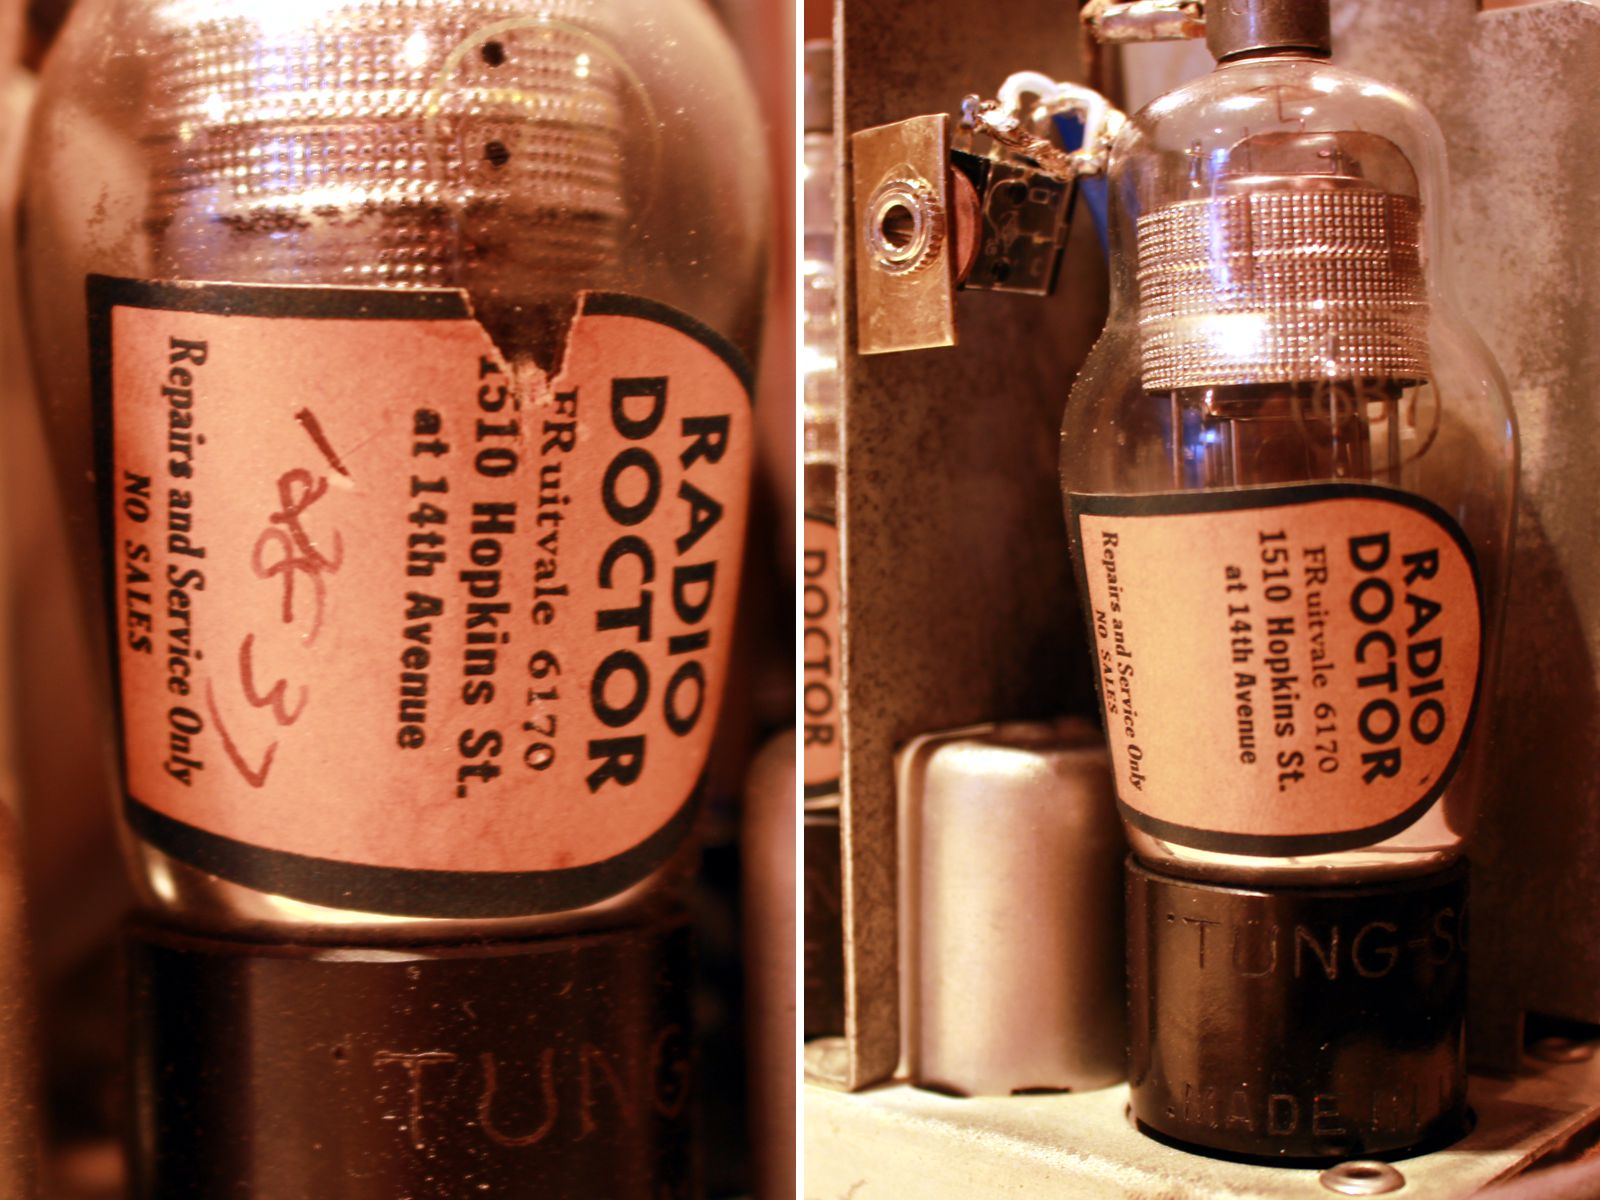 RADIO
DOCTOR
FRuitvale 6170
1510 Hopkins St.
at 14th Avenue
Repairs and Service Only
NO SALES
TUNG
DOCTOR
RADIO
DOCTOR
FRuitvale 6170
1510 Hopkins St.
at 14th Avenue
Repairs and Service Only
NO SALES
TUNG-SO
MADE IN